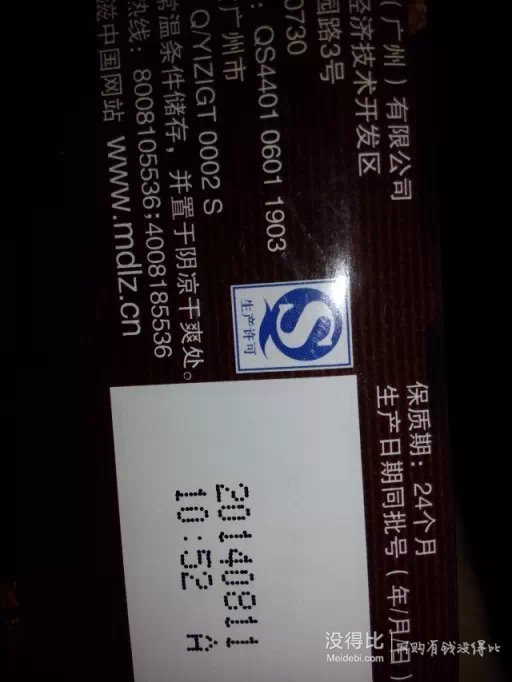 （广州）有限公司
经济技术开发区
园路3号
0730
：QS4401 0601 1903
广州市
Q/YIZIGT 0002 S
常温条件储存，并置于阴凉干爽处。
热线：8008105536;4008185536
滋中国网站 www.mdlz.cn
生产许可
保质期：24个月
生产日期同批号（年/月/日）
20140811
10:52 A
没得比
Meidebi.com
网购有钱没得比